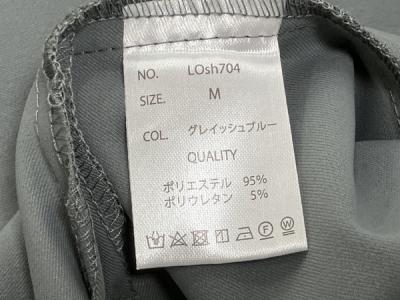 NO. LOsh704
SIZE. M
COL. グレイッシュブルー
QUALITY
ポリエステル 95%
ポリウレタン 5%